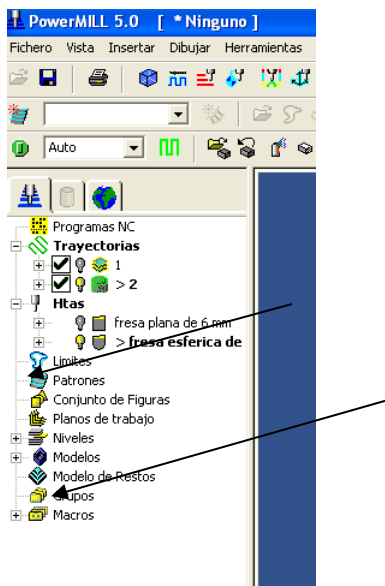 PowerMILL 5.0 [ * Ninguno ]
Fichero Vista Insertar Dibujar Herramientas
Auto
Programas NC
Trayectorias
1
> 2
Htas
fresa plana de 6 mm
> fresa esferica de
Limites
Patrones
Conjunto de Figuras
Planos de trabajo
Niveles
Modelos
Modelo de Restos
Grupos
Macros